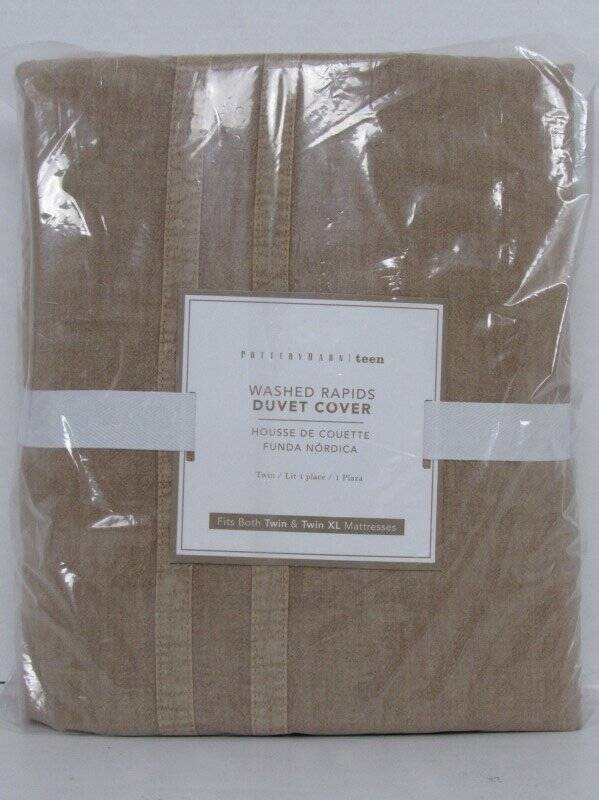 POTTERYBARN|teen
WASHED RAPIDS
DUVET COVER
HOUSSE DE COUETTE
FUNDA NÓRDICA
Twin / Lit 1 place / 1 Plaza
Fits Both Twin & Twin XL Mattresses